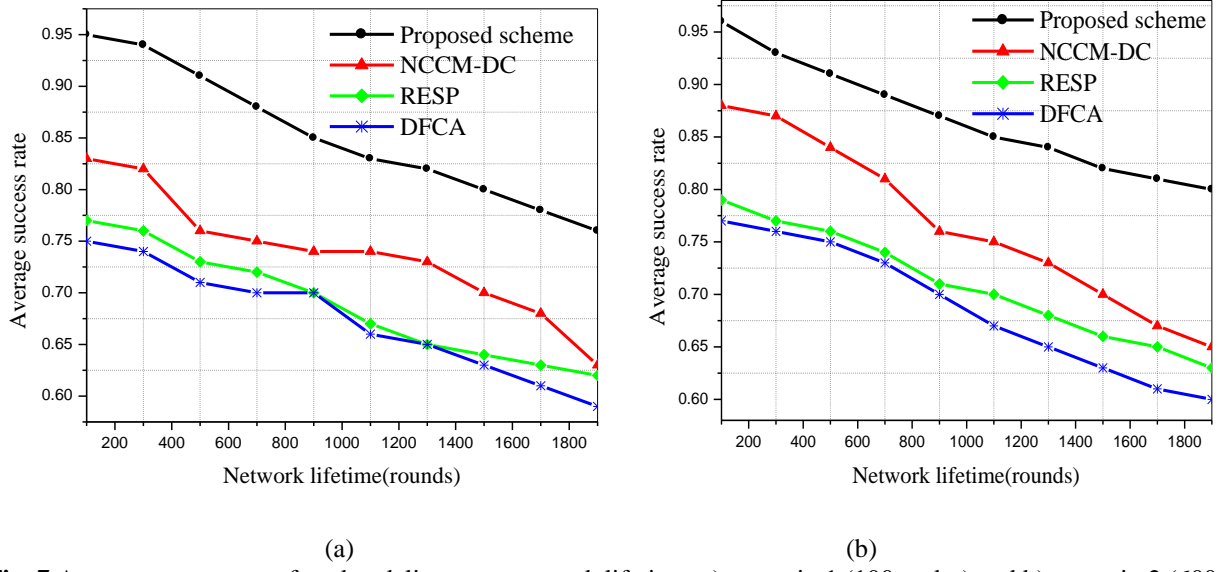 0.95
0.90
0.85
0.80
0.75
0.70
0.65
0.60
Average success rate
Proposed scheme
NCCM-DC
RESP
DFCA
200 400 600 800 1000 1200 1400 1600 1800
Network lifetime(rounds)
(a)
0.95
0.90
0.85
0.80
0.75
0.70
0.65
0.60
Average success rate
Proposed scheme
NCCM-DC
RESP
DFCA
200 400 600 800 1000 1200 1400 1600 1800
Network lifetime(rounds)
(b)